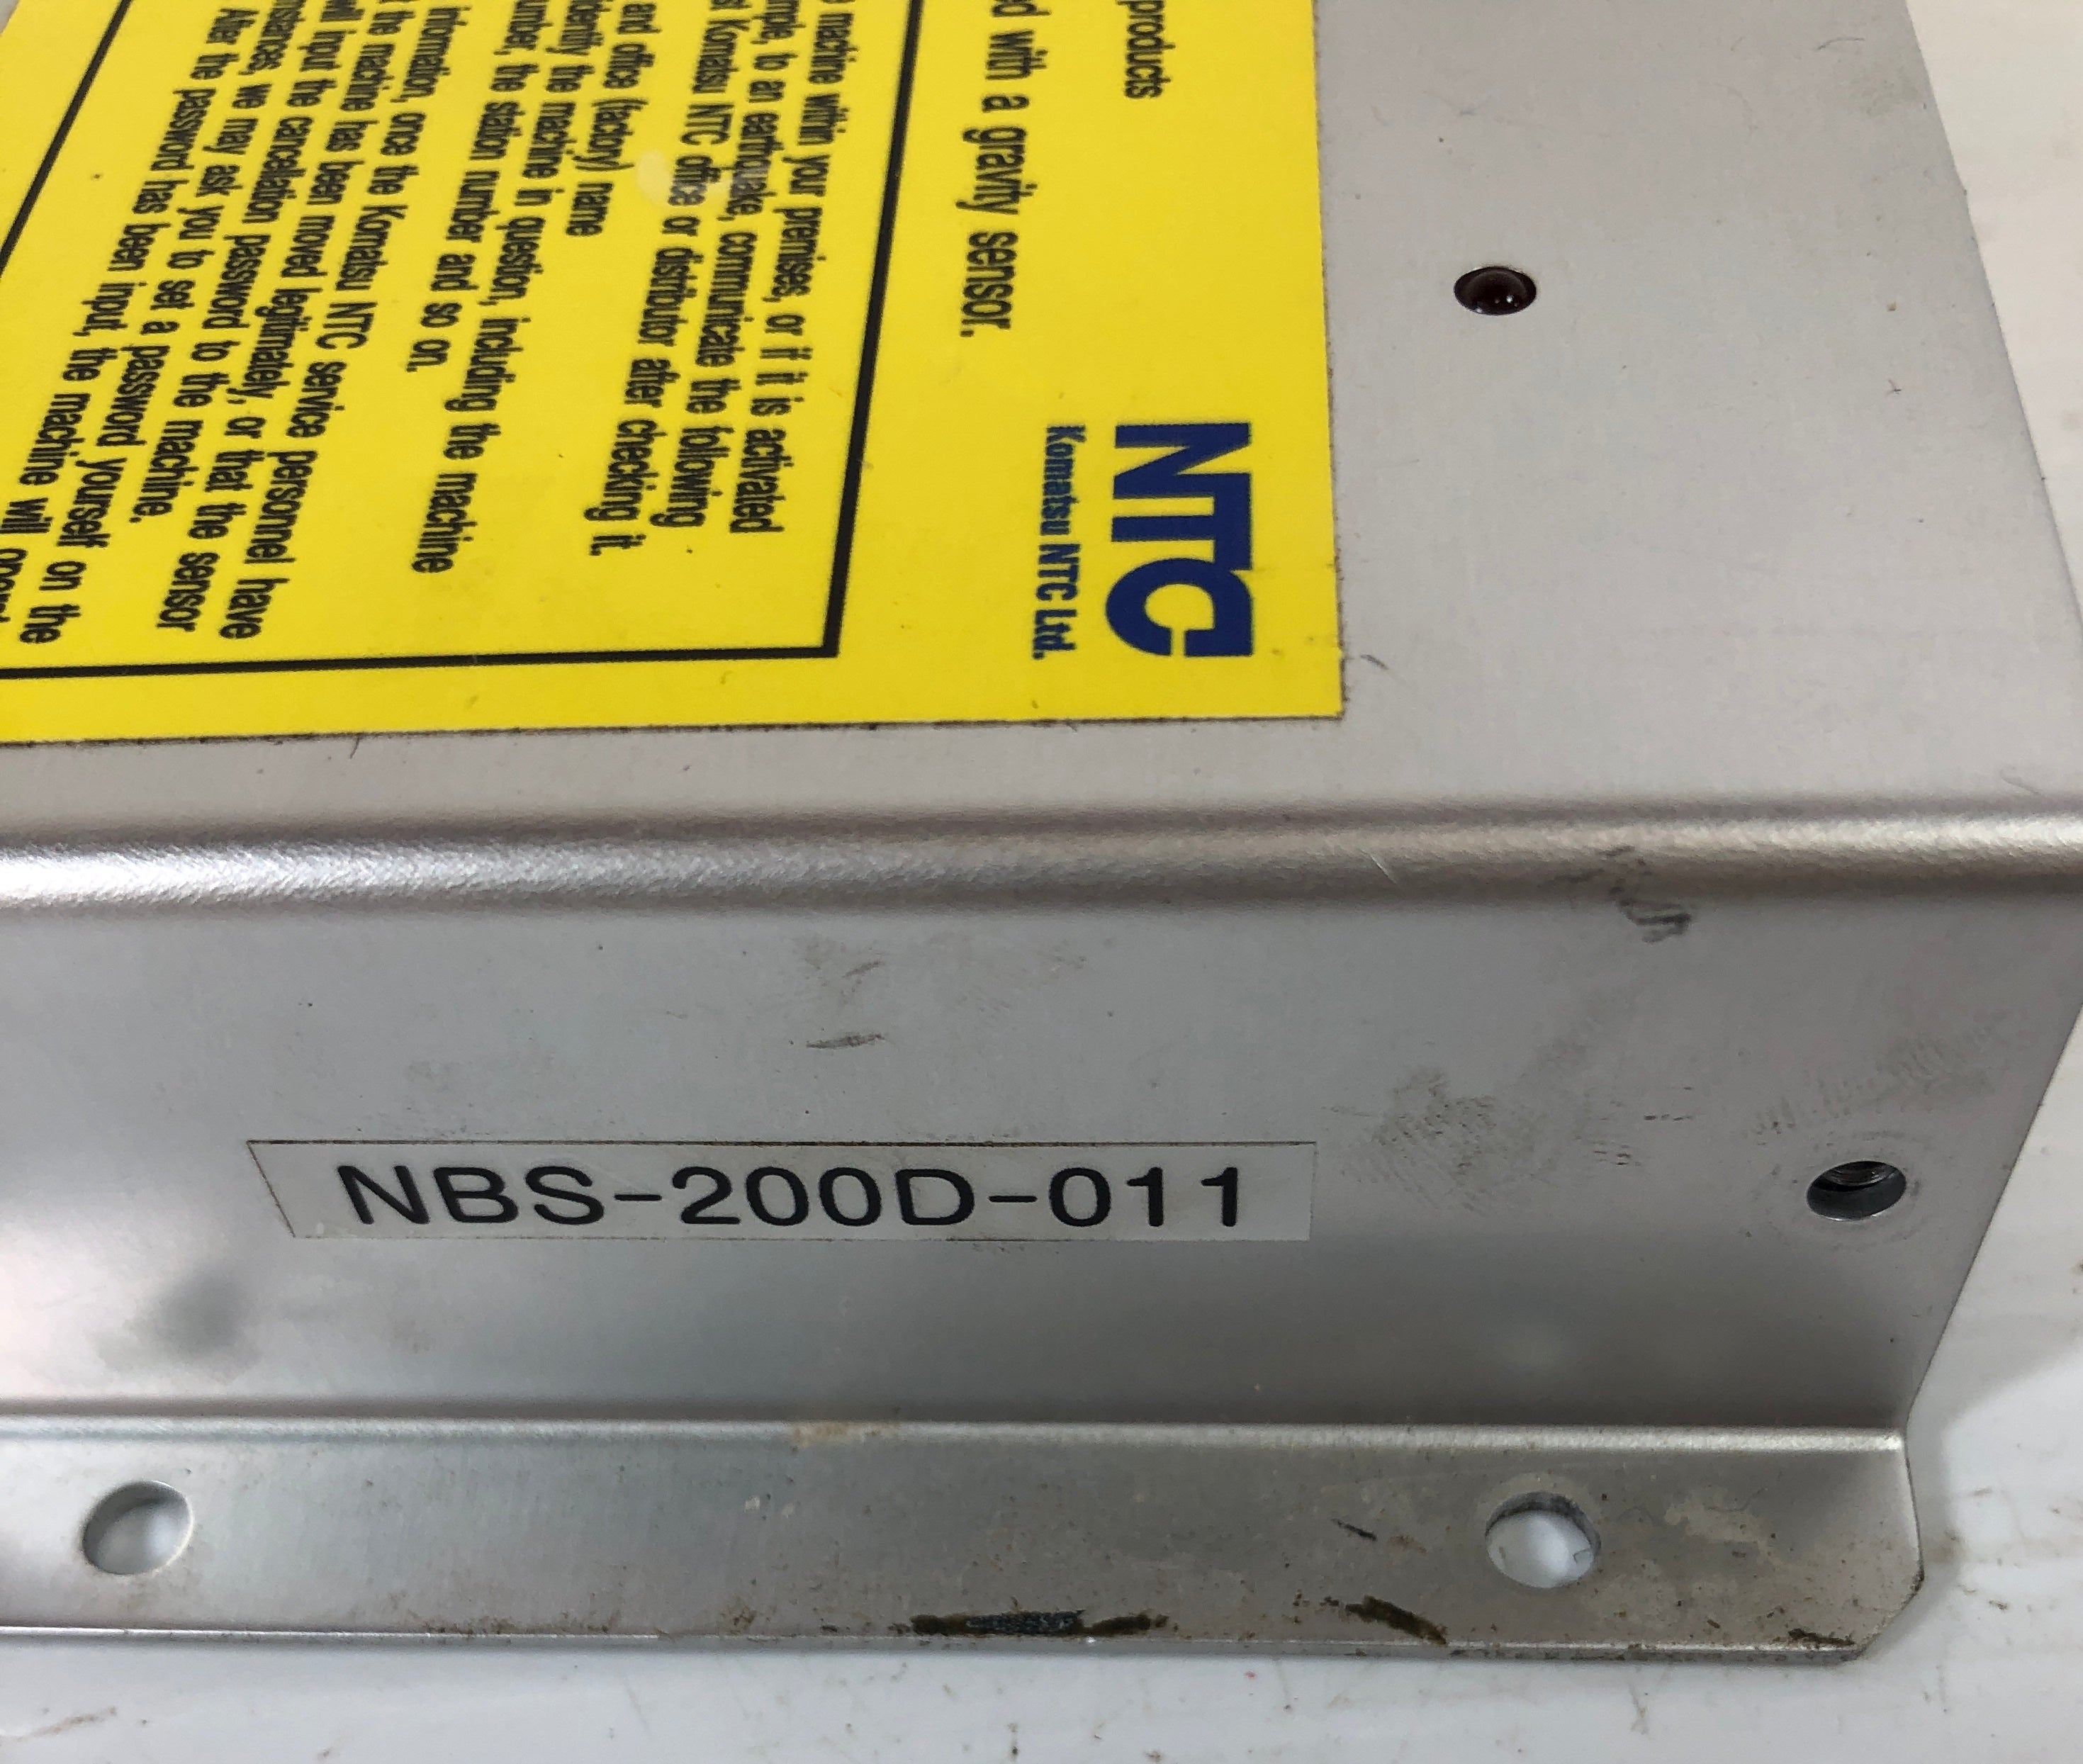 products
with a gravity sensor.
NTC
Komatsu NTC Ltd.
machine within your premises, or if it is activated
to an earthquake, communicate the following
Komatsu NTC office or distributor after checking it.
and office (factory) name
identify the machine in question, including the machine
the station number and so on.
information, once the Komatsu NTC service personnel have
the machine has been moved legitimately, or that the sensor
input the cancellation password to the machine.
we may ask you to set a password yourself on the
After the password has been input, the machine will
NBS-200D-011